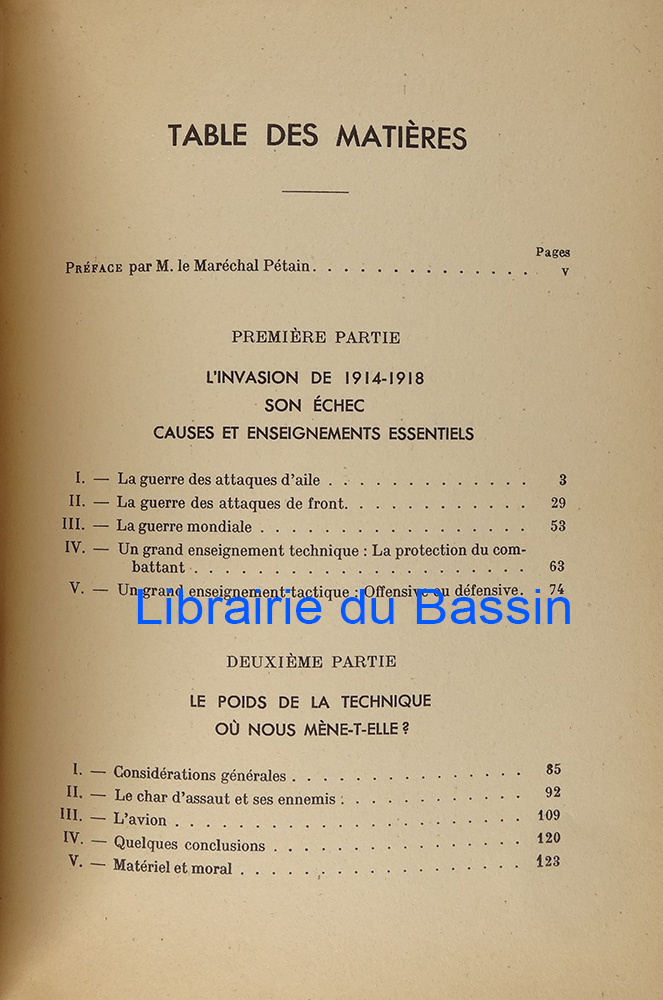 TABLE DES MATIÈRES
Pages
PRÉFACE par M. le Maréchal Pétain. . . . . . . . . . . . . . . V
PREMIÈRE PARTIE
L'INVASION DE 1914-1918
SON ÉCHEC
CAUSES ET ENSEIGNEMENTS ESSENTIELS
I. — La guerre des attaques d'aile . . . . . . . . . . . . . 3
II. — La guerre des attaques de front. . . . . . . . . . . . 29
III. — La guerre mondiale . . . . . . . . . . . . . . . . . 53
IV. — Un grand enseignement technique : La protection du com-
battant . . . . . . . . . . . . . . . . . . . . . 63
V. — Un grand enseignement tactique : Offensive ou défensive. 74
Librairie du Bassin
DEUXIÈME PARTIE
LE POIDS DE LA TECHNIQUE
OÙ NOUS MÈNE-T-ELLE ?
I. — Considérations générales . . . . . . . . . . . . . . . 85
II. — Le char d'assaut et ses ennemis . . . . . . . . . . . . 92
III. — L'avion . . . . . . . . . . . . . . . . . . . . . 109
IV. — Quelques conclusions . . . . . . . . . . . . . . . . 120
V. — Matériel et moral . . . . . . . . . . . . . . . . . . 123